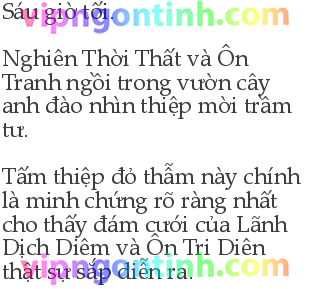 Sáu giờ tối.
vipngontinh.com
Nghiên Thời Thất và Ôn
Tranh ngồi trong vườn cây
anh đào nhìn thiệp mời trầm
tư.
Tấm thiệp đỏ thẫm này chính
là minh chứng rõ ràng nhất
cho thấy đám cưới của Lãnh
Dịch Diêm và Ôn Tri Diên
thật sự sắp diễn ra.
vipngontinh.com